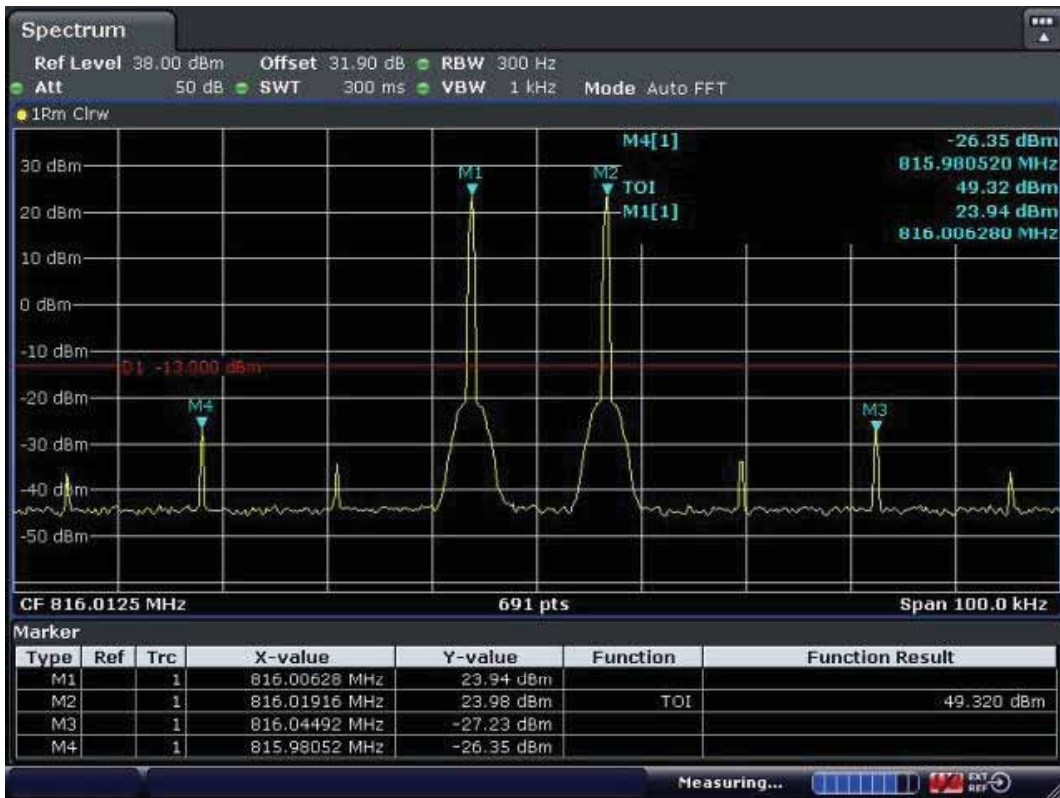 Spectrum
Ref Level 38.00 dBm Offset 31.90 dB RBW 300 Hz
Att 50 dB SWT 300 ms VBW 1 kHz Mode Auto FFT
1Rm Clrw
M4[1] -26.35 dBm
815.980520 MHz
TOI 49.32 dBm
M1[1] 23.94 dBm
816.006280 MHz
30 dBm
20 dBm
10 dBm
0 dBm
-10 dBm
-20 dBm
-30 dBm
-40 dBm
-50 dBm
M1
M2
D1 -13.000 dBm
M4
M3
CF 816.0125 MHz 691 pts Span 100.0 kHz
Marker
Type Ref Trc X-value Y-value Function Function Result
M1 1 816.00628 MHz 23.94 dBm
M2 1 816.01916 MHz 23.98 dBm TOI 49.320 dBm
M3 1 816.04492 MHz -27.23 dBm
M4 1 815.98052 MHz -26.35 dBm
Measuring... EXT
REF